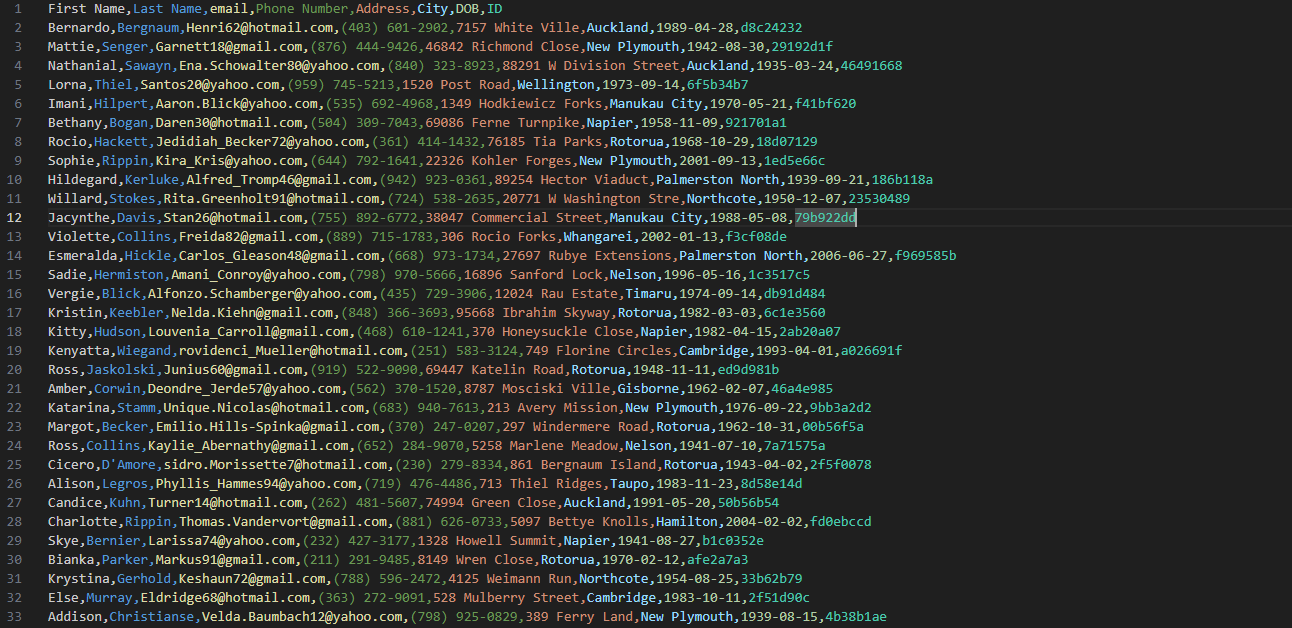 1 First Name,Last Name,email,Phone Number,Address,City,DOB,ID
2 Bernardo,Bergnaum,Henri62@hotmail.com,(403) 601-2902,7157 White Ville,Auckland,1989-04-28,d8c24232
3 Mattie,Senger,Garnett18@gmail.com,(876) 444-9426,46842 Richmond Close,New Plymouth,1942-08-30,29192d1f
4 Nathanial,Sawayn,Ena.Schowalter80@yahoo.com,(840) 323-8923,88291 W Division Street,Auckland,1935-03-24,46491668
5 Lorna,Thiel,Santos20@yahoo.com,(959) 745-5213,1520 Post Road,Wellington,1973-09-14,6f5b34b7
6 Imani,Hilpert,Aaron.Blick@yahoo.com,(535) 692-4968,1349 Hodkiewicz Forks,Manukau City,1970-05-21,f41bf620
7 Bethany,Bogan,Daren30@hotmail.com,(504) 309-7043,69086 Ferne Turnpike,Napier,1958-11-09,921701a1
8 Rocio,Hackett,Jedidiah_Becker72@yahoo.com,(361) 414-1432,76185 Tia Parks,Rotorua,1968-10-29,18d07129
9 Sophie,Rippin,Kira_Kris@yahoo.com,(644) 792-1641,22326 Kohler Forges,New Plymouth,2001-09-13,1ed5e66c
10 Hildegard,Kerluke,Alfred_Tromp46@gmail.com,(942) 923-0361,89254 Hector Viaduct,Palmerston North,1939-09-21,186b118a
11 Willard,Stokes,Rita.Greenholt91@hotmail.com,(724) 538-2635,20771 W Washington Stre,Northcote,1950-12-07,23530489
12 Jacynthe,Davis,Stan26@hotmail.com,(755) 892-6772,38047 Commercial Street,Manukau City,1988-05-08,79b922dd
13 Violette,Collins,Freida82@gmail.com,(889) 715-1783,306 Rocio Forks,Whangarei,2002-01-13,f3cf08de
14 Esmeralda,Hickle,Carlos_Gleason48@gmail.com,(668) 973-1734,27697 Rubye Extensions,Palmerston North,2006-06-27,f969585b
15 Sadie,Hermiston,Amani_Conroy@yahoo.com,(798) 970-5666,16896 Sanford Lock,Nelson,1996-05-16,1c3517c5
16 Vergie,Blick,Alfonzo.Schamberger@yahoo.com,(435) 729-3906,12024 Rau Estate,Timaru,1974-09-14,db91d484
17 Kristin,Keebler,Nelda.Kiehn@gmail.com,(848) 366-3693,95668 Ibrahim Skyway,Rotorua,1982-03-03,6c1e3560
18 Kitty,Hudson,Louvenia_Carroll@gmail.com,(468) 610-1241,370 Honeysuckle Close,Napier,1982-04-15,2ab20a07
19 Kenyatta,Wiegand,rovidenci_Mueller@hotmail.com,(251) 583-3124,749 Florine Circles,Cambridge,1993-04-01,a026691f
20 Ross,Jaskolski,Junius60@gmail.com,(919) 522-9090,69447 Katelin Road,Rotorua,1948-11-11,ed9d981b
21 Amber,Corwin,Deondre_Jerde57@yahoo.com,(562) 370-1520,8787 Mosciski Ville,Gisborne,1962-02-07,46a4e985
22 Katarina,Stamm,Unique.Nicolas@hotmail.com,(683) 940-7613,213 Avery Mission,New Plymouth,1976-09-22,9bb3a2d2
23 Margot,Becker,Emilio.Hills-Spinka@gmail.com,(370) 247-0207,297 Windermere Road,Rotorua,1962-10-31,00b56f5a
24 Ross,Collins,Kaylie_Abernathy@gmail.com,(652) 284-9070,5258 Marlene Meadow,Nelson,1941-07-10,7a71575a
25 Cicero,D'Amore,sidro.Morissette7@hotmail.com,(230) 279-8334,861 Bergnaum Island,Rotorua,1943-04-02,2f5f0078
26 Alison,Legros,Phyllis_Hammes94@yahoo.com,(719) 476-4486,713 Thiel Ridges,Taupo,1983-11-23,8d58e14d
27 Candice,Kuhn,Turner14@hotmail.com,(262) 481-5607,74994 Green Close,Auckland,1991-05-20,50b56b54
28 Charlotte,Rippin,Thomas.Vandervort@gmail.com,(881) 626-0733,5097 Bettye Knolls,Hamilton,2004-02-02,fd0ebccd
29 Skye,Bernier,Larissa74@yahoo.com,(232) 427-3177,1328 Howell Summit,Napier,1941-08-27,b1c0352e
30 Bianka,Parker,Markus91@gmail.com,(211) 291-9485,8149 Wren Close,Rotorua,1970-02-12,afe2a7a3
31 Krystina,Gerhold,Keshaun72@gmail.com,(788) 596-2472,4125 Weimann Run,Northcote,1954-08-25,33b62b79
32 Else,Murray,Eldridge68@hotmail.com,(363) 272-9091,528 Mulberry Street,Cambridge,1983-10-11,2f51d90c
33 Addison,Christianse,Velda.Baumbach12@yahoo.com,(798) 925-0829,389 Ferry Land,New Plymouth,1939-08-15,4b38b1ae